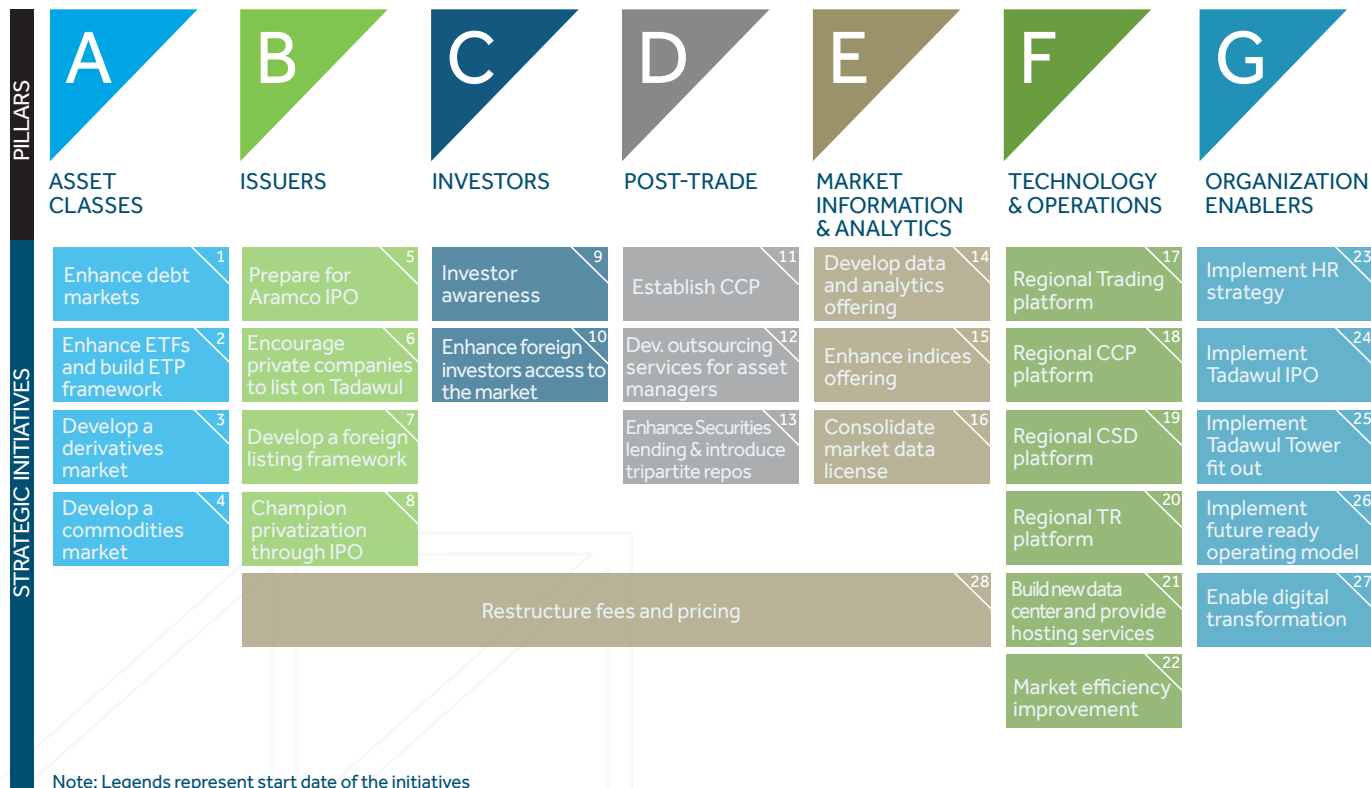 PILLARS
A
B
C
D
E
F
G
ASSET
CLASSES
ISSUERS
INVESTORS
POST-TRADE
MARKET
INFORMATION
& ANALYTICS
TECHNOLOGY
& OPERATIONS
ORGANIZATION
ENABLERS
STRATEGIC INITIATIVES
1
Enhance debt
markets
2
Enhance ETFs
and build ETP
framework
3
Develop a
derivatives
market
4
Develop a
commodities
market
5
Prepare for
Aramco IPO
6
Encourage
private companies
to list on Tadawul
7
Develop a foreign
listing framework
8
Champion
privatization
through IPO
9
Investor
awareness
10
Enhance foreign
investors access to
the market
11
Establish CCP
12
Dev. outsourcing
services for asset
managers
13
Enhance Securities
lending & introduce
tripartite repos
14
Develop data
and analytics
offering
15
Enhance indices
offering
16
Consolidate
market data
license
28
Restructure fees and pricing
17
Regional Trading
platform
18
Regional CCP
platform
19
Regional CSD
platform
20
Regional TR
platform
21
Build new data
center and provide
hosting services
22
Market efficiency
improvement
23
Implement HR
strategy
24
Implement
Tadawul IPO
25
Implement
Tadawul Tower
fit out
26
Implement
future ready
operating model
27
Enable digital
transformation
Note: Legends represent start date of the initiatives